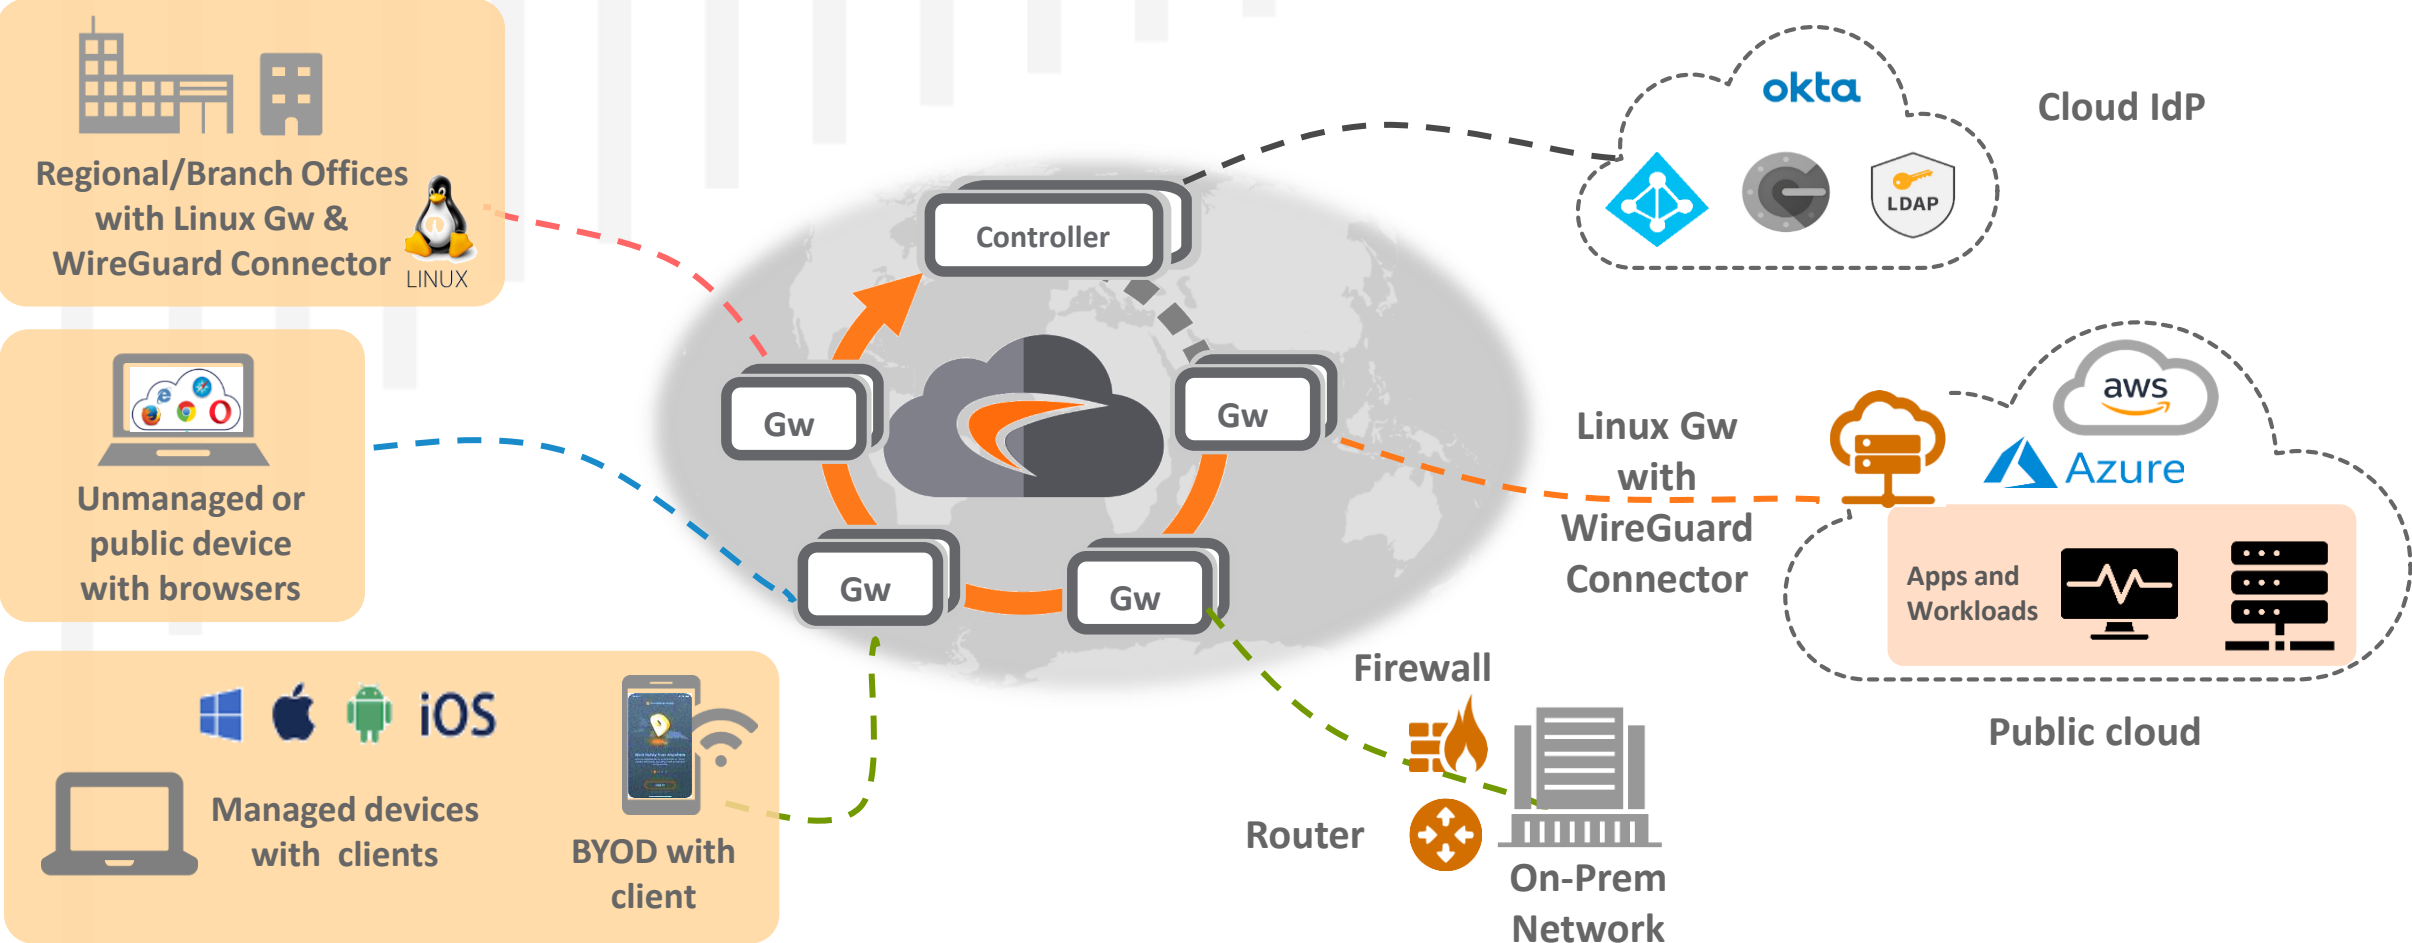 Regional/Branch Offices
with Linux Gw &
WireGuard Connector
LINUX
Unmanaged or
public device
with browsers
iOS
Managed devices
with clients
BYOD with
client
Controller
Gw
Gw
Gw
Gw
okta
LDAP
Cloud IdP
Linux Gw
with
WireGuard
Connector
aws
Azure
Apps and
Workloads
Public cloud
Firewall
Router
On-Prem
Network